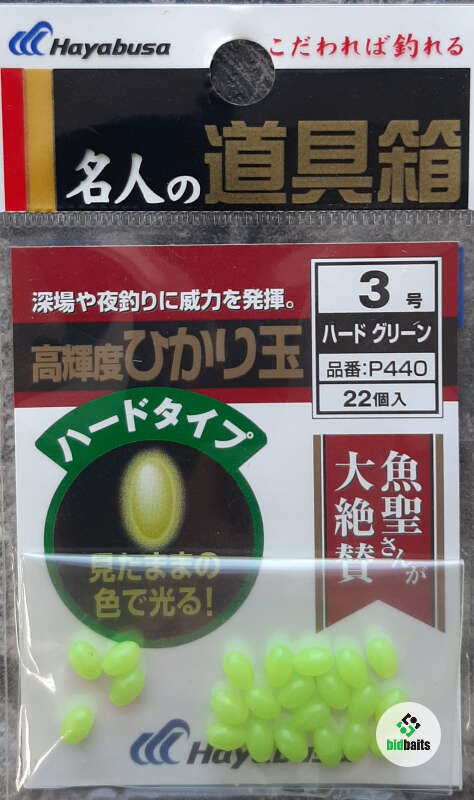 Hayabusa
こだわれば釣れる
名人の道具箱
深場や夜釣りに威力を発揮。
高輝度ひかり玉
3号
ハード グリーン
品番:P440
22個入
ハードタイプ
見たままの
色で光る!
魚聖さんが
大絶賛
Hayabusa
bidbaits